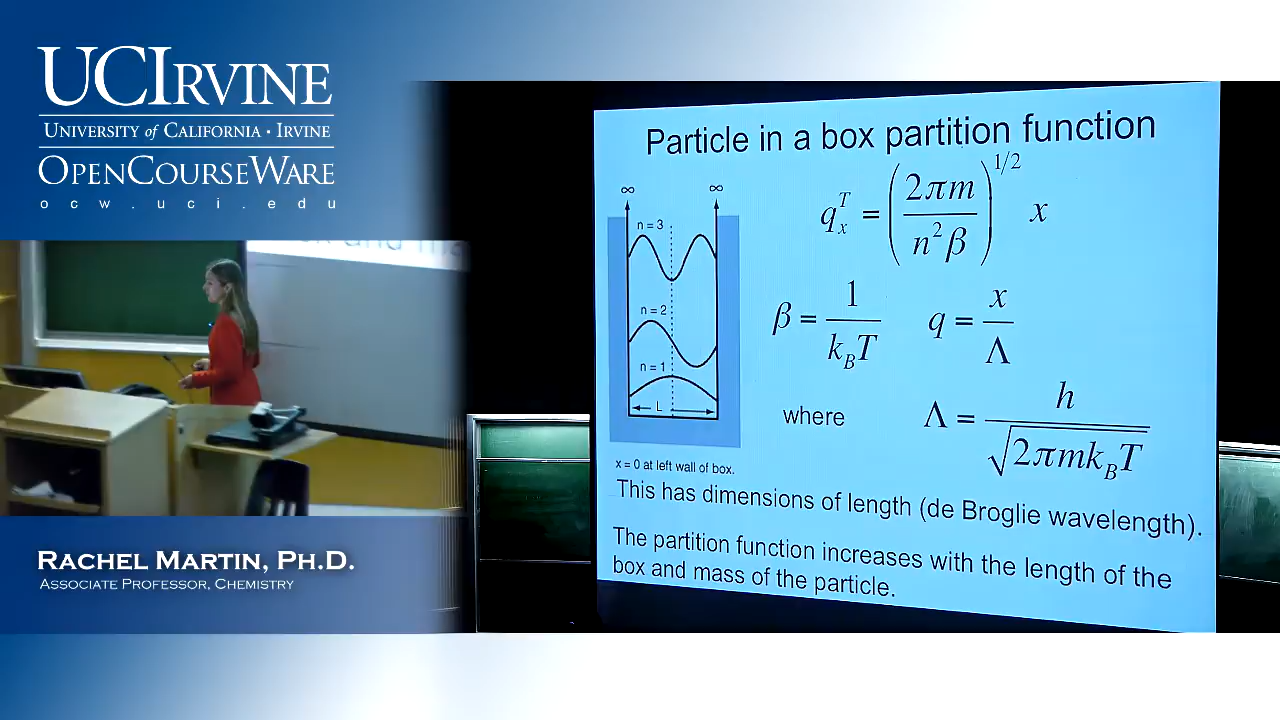 UCIRVINE
UNIVERSITY of CALIFORNIA · IRVINE
OPENCOURSEWARE
ocw.uci.edu
RACHEL MARTIN, PH.D.
ASSOCIATE PROFESSOR, CHEMISTRY
Particle in a box partition function
q_x^T = (2πm / n²β)^1/2 x
β = 1 / k_BT    q = x / Λ
where    Λ = h / √(2πmk_BT)
∞ ∞
n = 3
n = 2
n = 1
L
x = 0 at left wall of box.
This has dimensions of length (de Broglie wavelength).
The partition function increases with the length of the
box and mass of the particle.